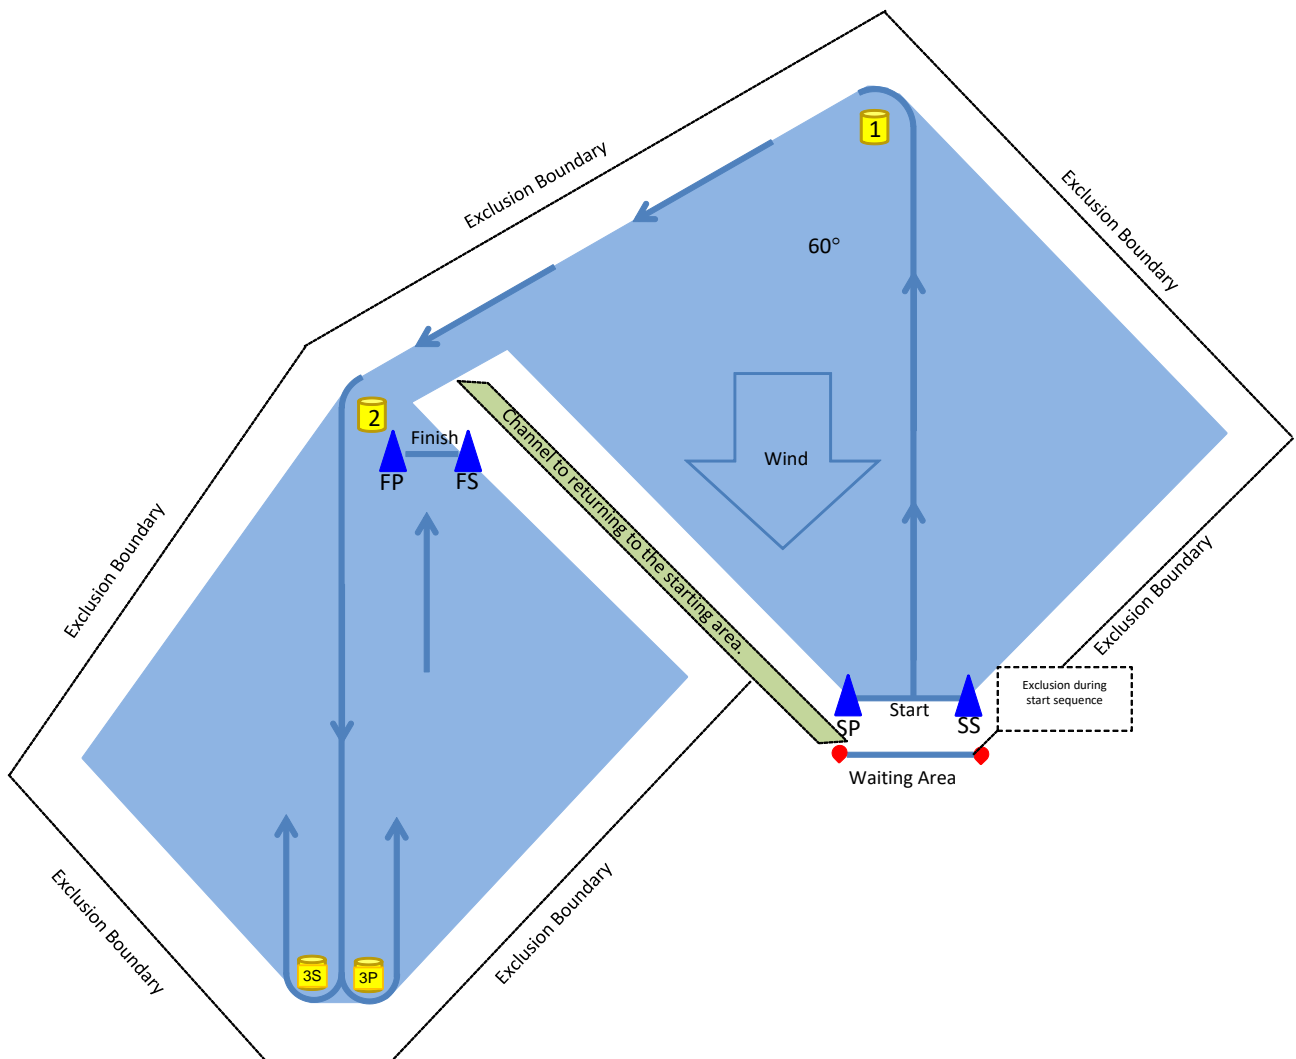 1
Exclusion Boundary
Exclusion Boundary
60°
2
Finish
FP
FS
Channel to returning to the starting area.
Wind
Exclusion Boundary
Exclusion Boundary
Exclusion during
start sequence
SP
Start
SS
Waiting Area
Exclusion Boundary
Exclusion Boundary
3S
3P